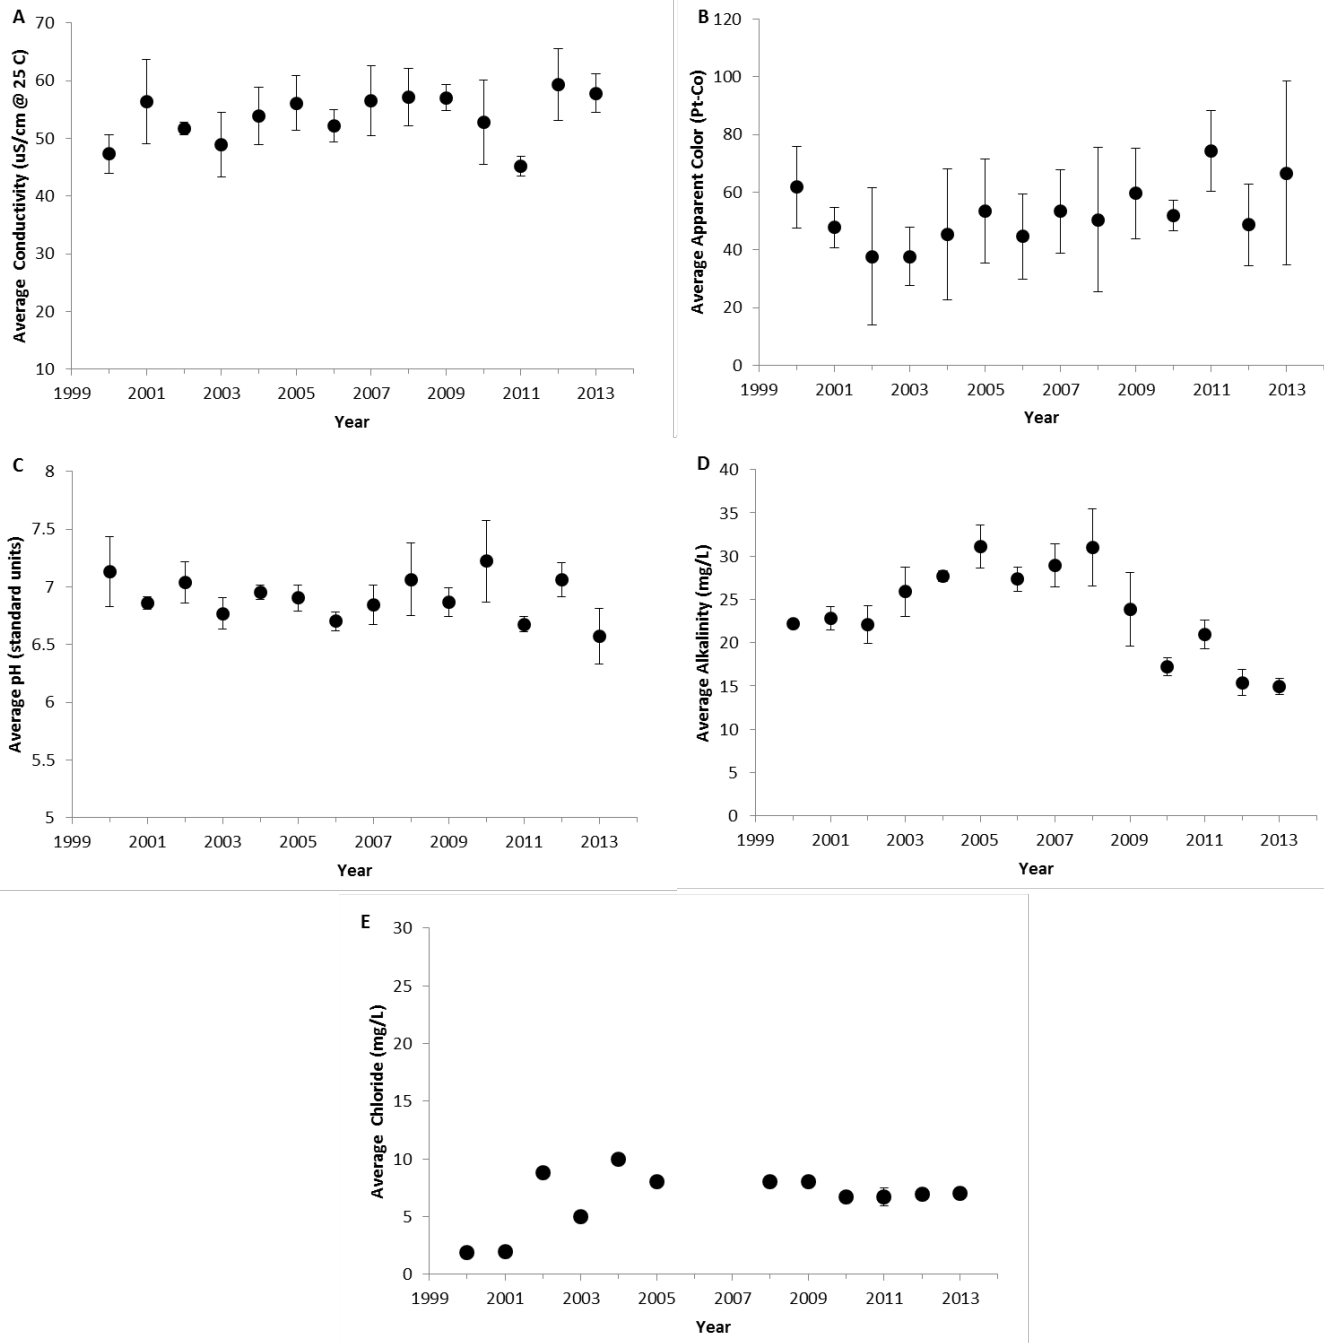 A
Average Conductivity (uS/cm @ 25 C)
70
60
50
40
30
20
10
1999 2001 2003 2005 2007 2009 2011 2013
Year
B
Average Apparent Color (Pt-Co)
120
100
80
60
40
20
0
1999 2001 2003 2005 2007 2009 2011 2013
Year
C
Average pH (standard units)
8
7.5
7
6.5
6
5.5
5
1999 2001 2003 2005 2007 2009 2011 2013
Year
D
Average Alkalinity (mg/L)
40
35
30
25
20
15
10
5
0
1999 2001 2003 2005 2007 2009 2011 2013
Year
E
Average Chloride (mg/L)
30
25
20
15
10
5
0
1999 2001 2003 2005 2007 2009 2011 2013
Year